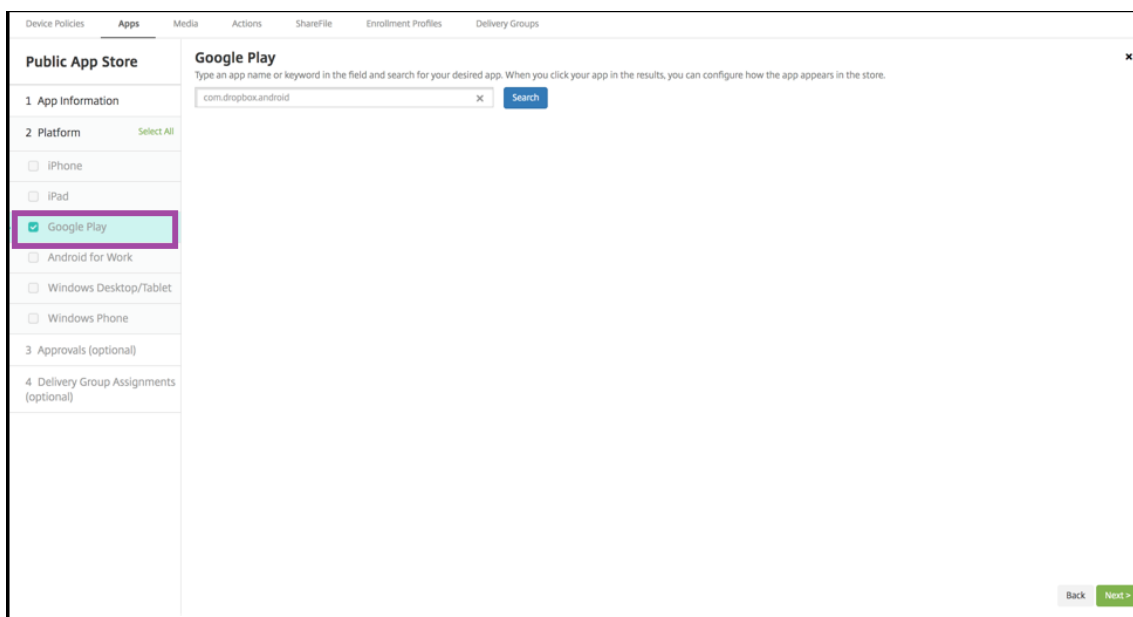 Device Policies Apps Media Actions ShareFile Enrollment Profiles Delivery Groups
Public App Store
1 App Information
2 Platform Select All
iPhone
iPad
Google Play
Android for Work
Windows Desktop/Tablet
Windows Phone
3 Approvals (optional)
4 Delivery Group Assignments
(optional)
Google Play
Type an app name or keyword in the field and search for your desired app. When you click your app in the results, you can configure how the app appears in the store.
com.dropbox.android Search
Back Next >